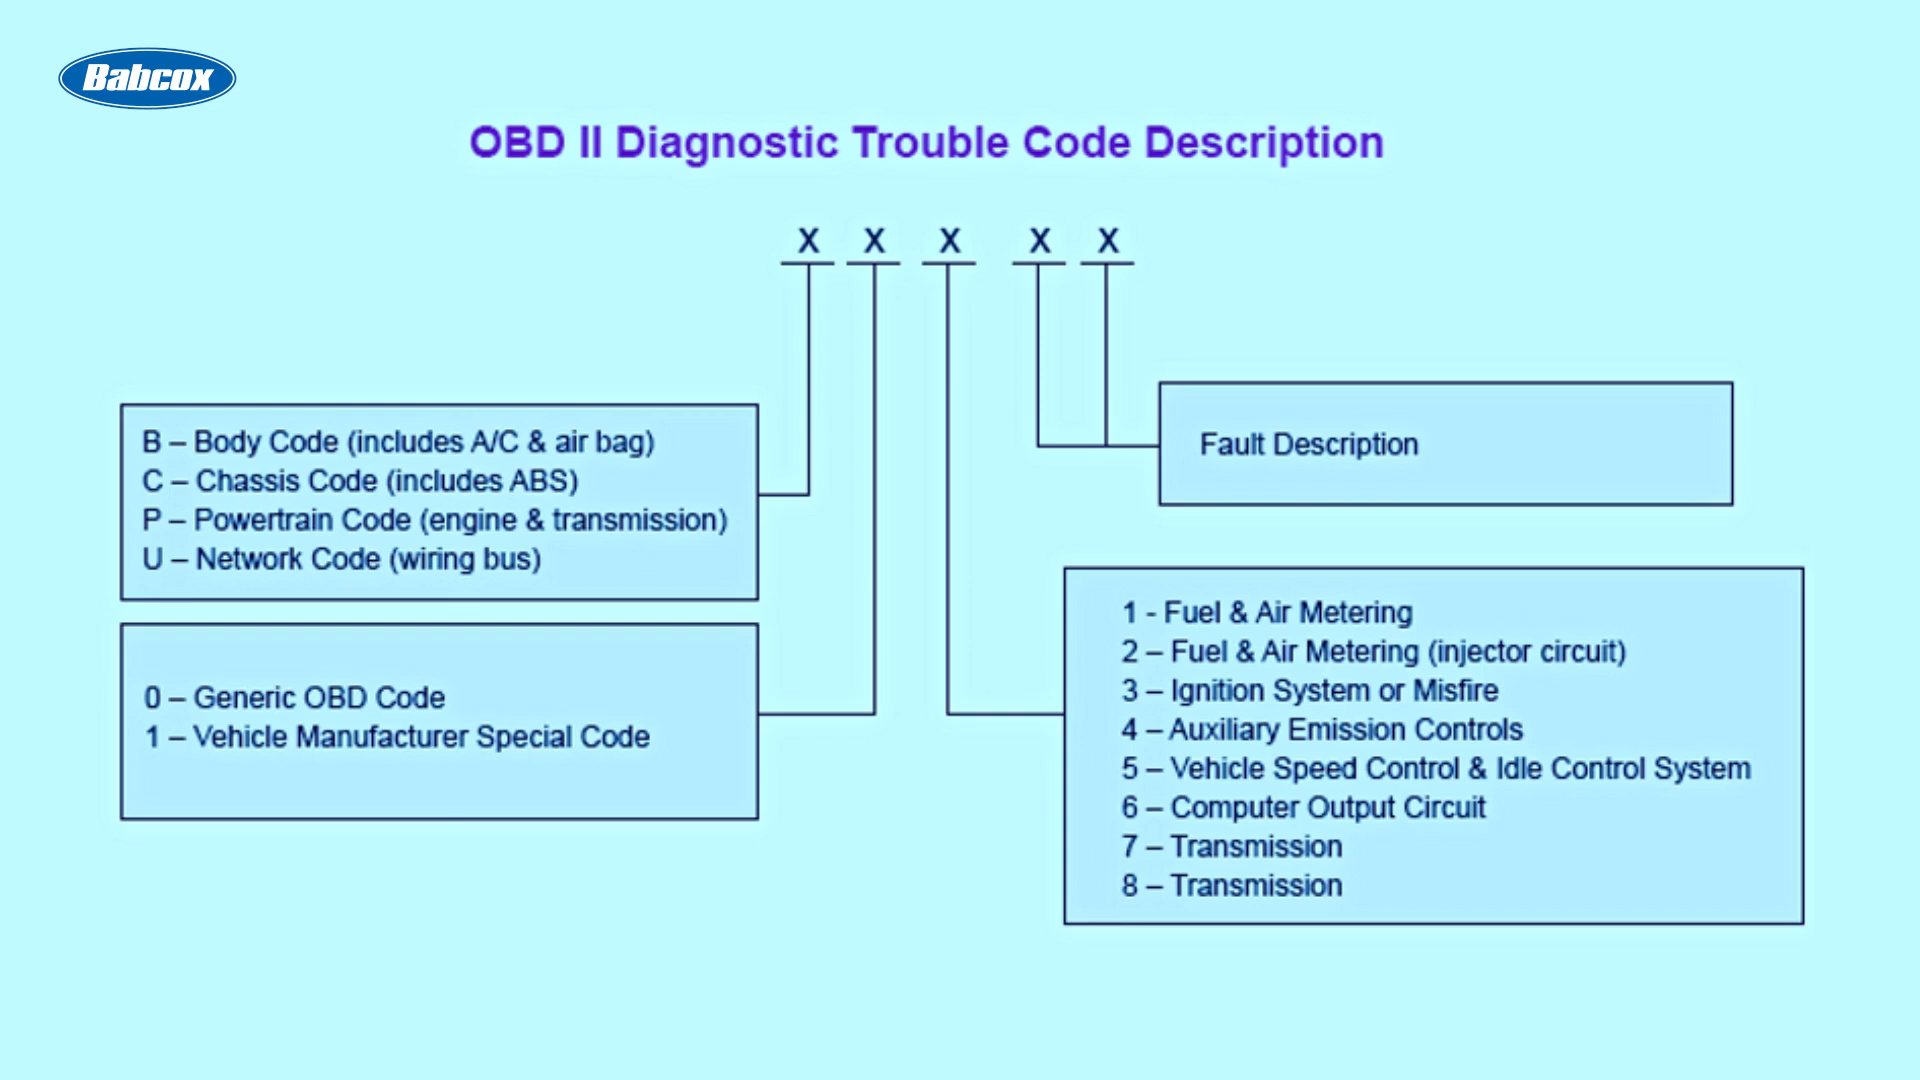 Babcox
OBD II Diagnostic Trouble Code Description
X X X X X
B – Body Code (includes A/C & air bag)
C – Chassis Code (includes ABS)
P – Powertrain Code (engine & transmission)
U – Network Code (wiring bus)
Fault Description
0 – Generic OBD Code
1 – Vehicle Manufacturer Special Code
1 - Fuel & Air Metering
2 – Fuel & Air Metering (injector circuit)
3 – Ignition System or Misfire
4 – Auxiliary Emission Controls
5 – Vehicle Speed Control & Idle Control System
6 – Computer Output Circuit
7 – Transmission
8 – Transmission